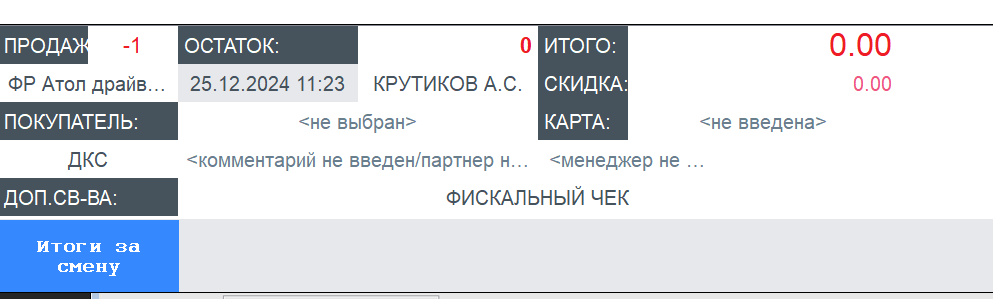 ПРОДАЖ -1 ОСТАТОК: 0 ИТОГО: 0.00
ФР Атол драйв... 25.12.2024 11:23 КРУТИКОВ А.С. СКИДКА: 0.00
ПОКУПАТЕЛЬ: <не выбран> КАРТА: <не введена>
ДКС <комментарий не введен/партнер н... <менеджер не ...
ДОП.СВ-ВА: ФИСКАЛЬНЫЙ ЧЕК
Итоги за
смену